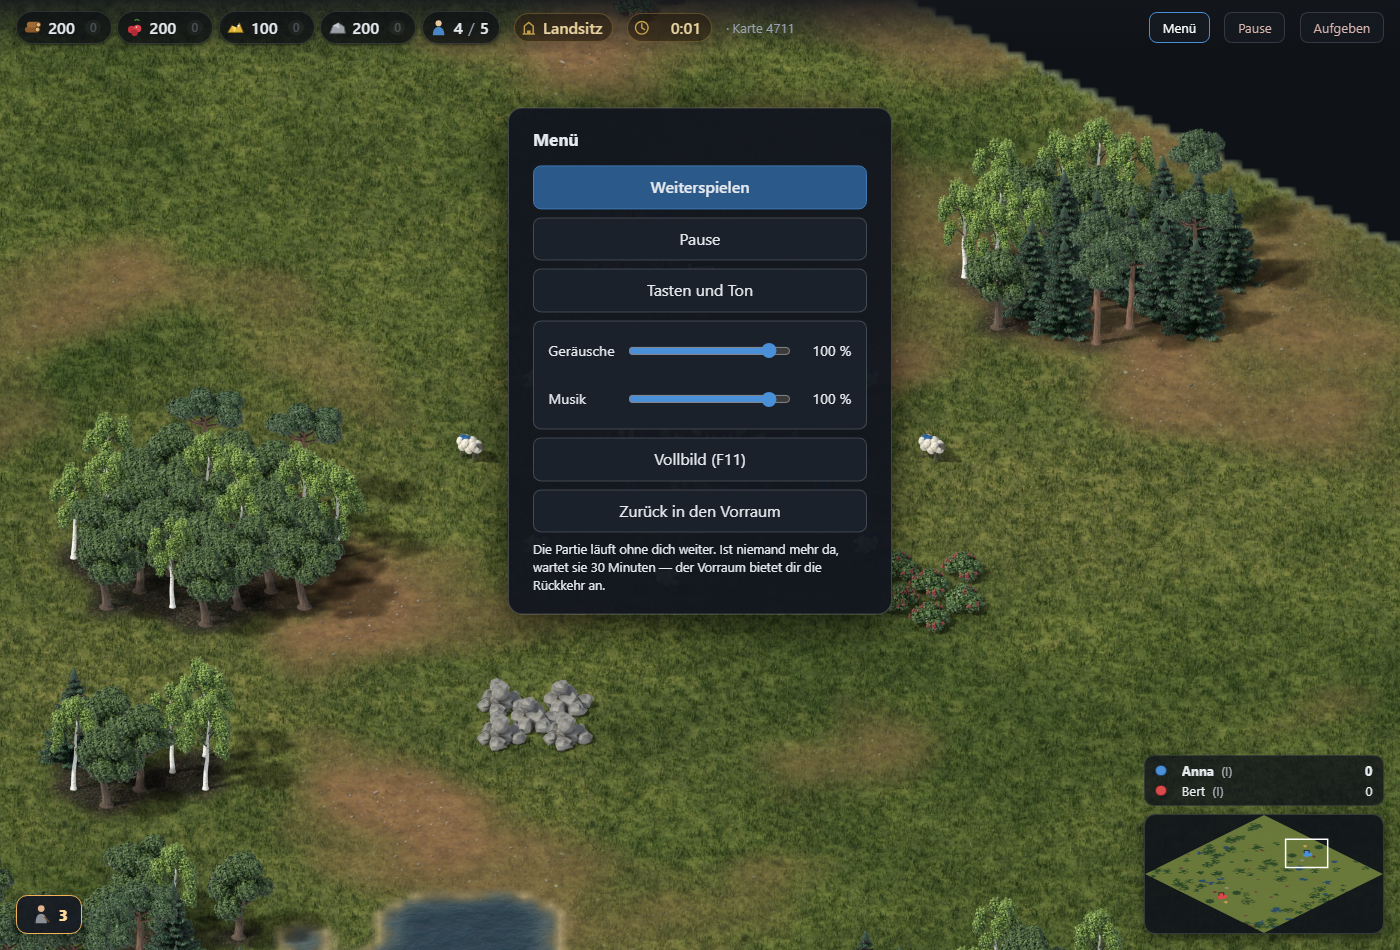 200 0 200 0 100 0 200 0 4 / 5 Landsitz 0:01 · Karte 4711 Menü Pause Aufgeben
Menü
Weiterspielen
Pause
Tasten und Ton
Geräusche 100 %
Musik 100 %
Vollbild (F11)
Zurück in den Vorraum
Die Partie läuft ohne dich weiter. Ist niemand mehr da,
wartet sie 30 Minuten — der Vorraum bietet dir die
Rückkehr an.
Anna (I) 0
Bert (I) 0
3